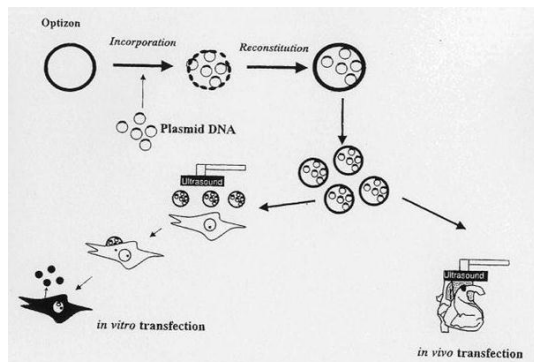 Optizon
Incorporation
Reconstitution
Plasmid DNA
Ultrasound
Ultrasound
in vitro transfection
in vivo transfection